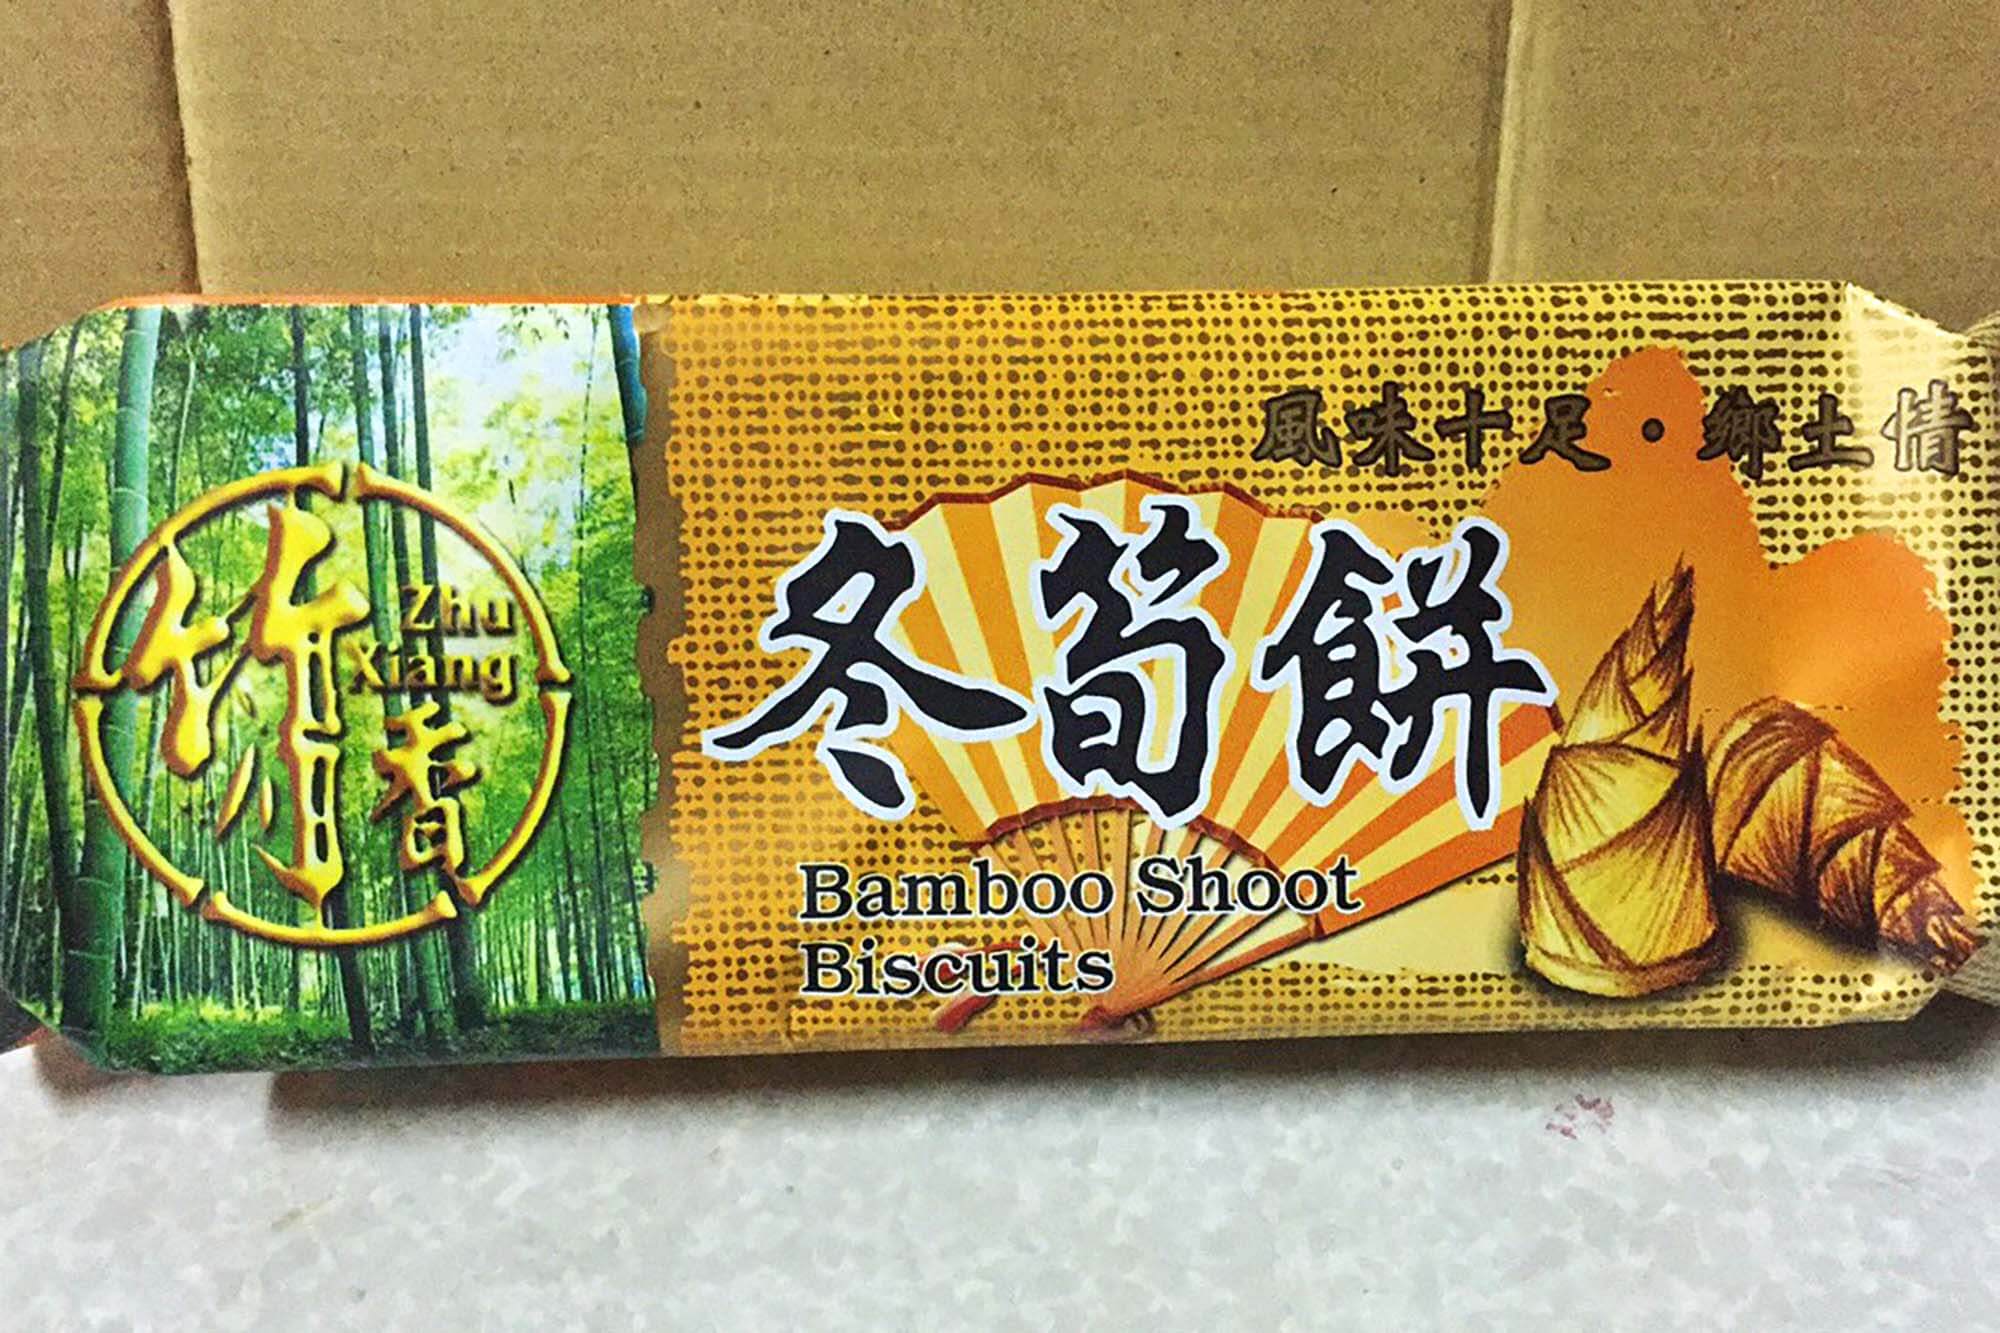 竹香
Zhu
Xiang
風味十足・鄉土情
冬筍餅
Bamboo Shoot
Biscuits